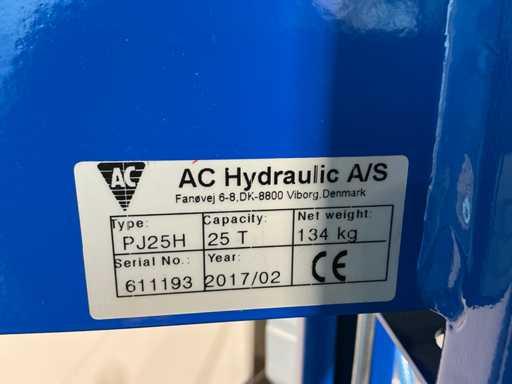 AC
AC Hydraulic A/S
Fanøvej 6-8,DK-8800 Viborg,Denmark
Type: Capacity: Net weight:
PJ25H 25 T 134 kg
Serial No.: Year:
611193 2017/02 CE